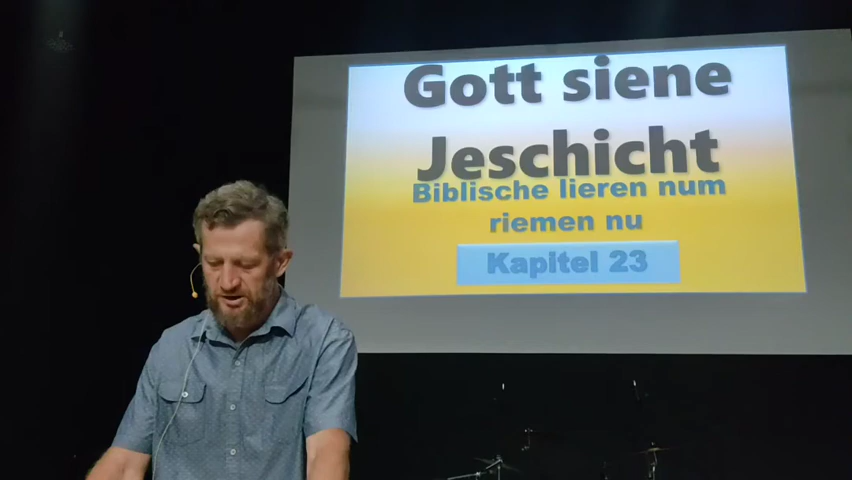 Gott siene
Jeschicht
Biblische lieren num
riemen nu
Kapitel 23